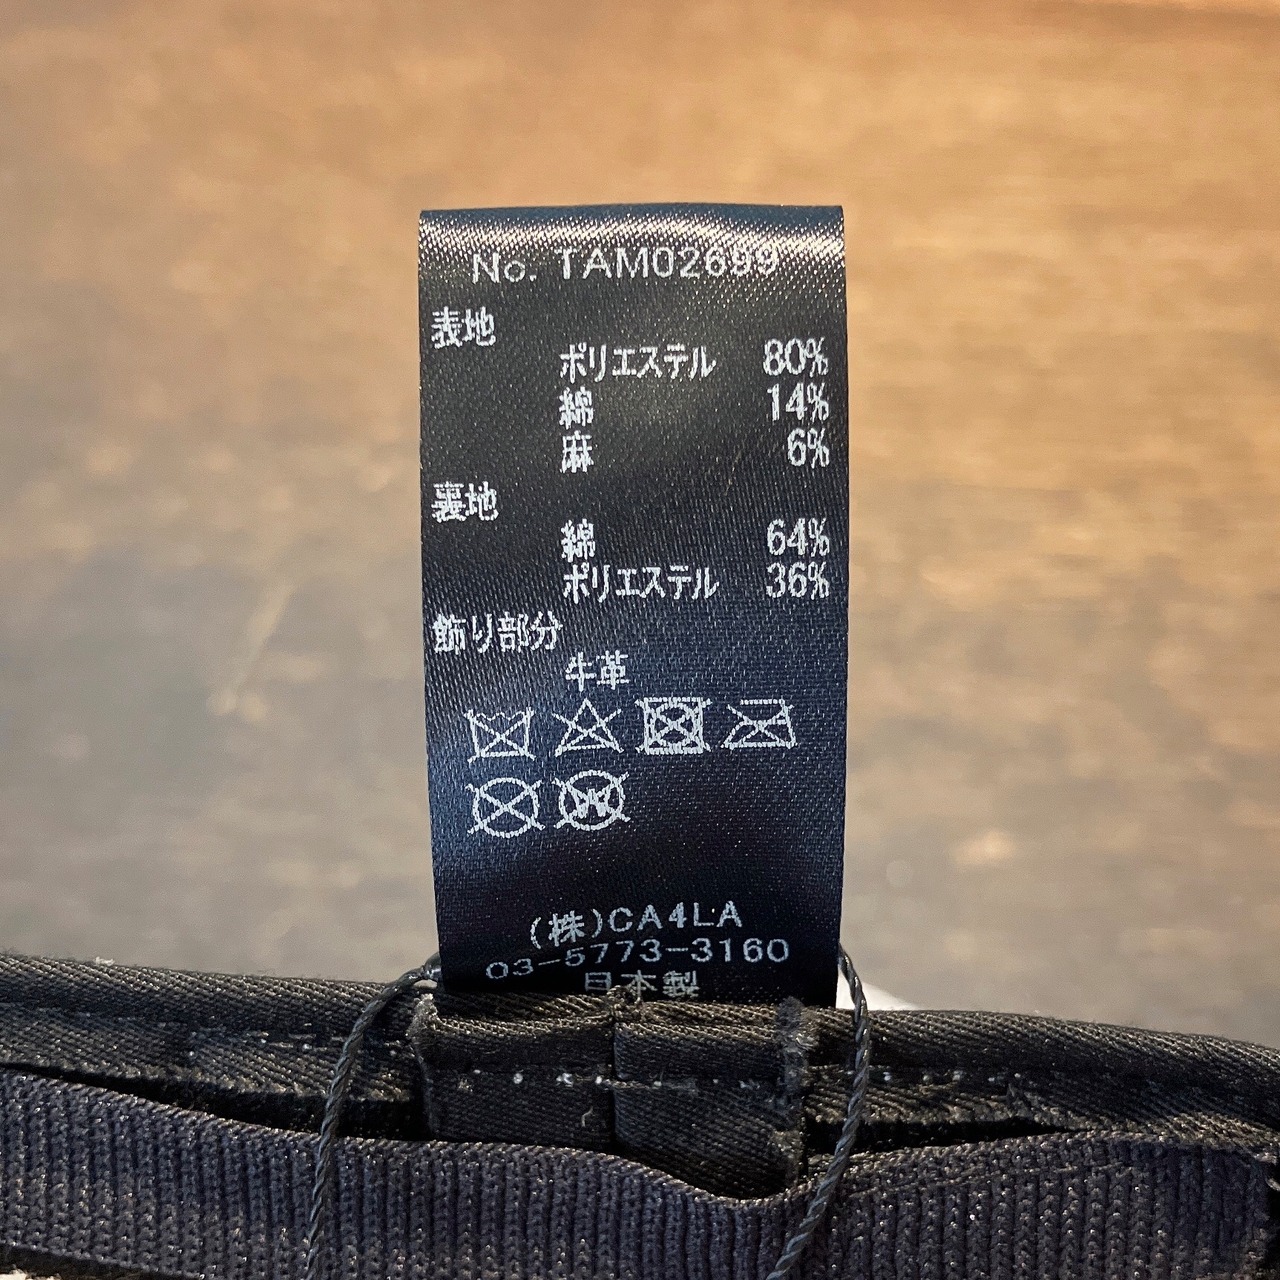 No. TAM02699
表地
ポリエステル 80%
綿 14%
麻 6%
裏地
綿 64%
ポリエステル 36%
飾り部分
牛革
(株)CA4LA
03-5773-3160
日本製